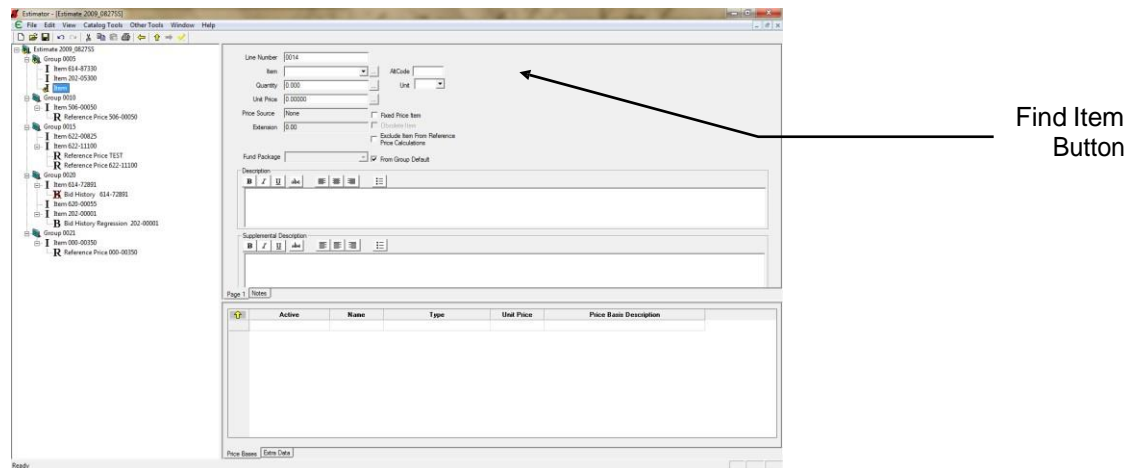 Estimator - [Estimate 2009_0827SS]
File Edit View Catalog Tools Other Tools Window Help
Estimate 2009_0827SS
Group 0005
Item 614-87330
Item 202-05300
Item
Group 0010
Item 506-00050
R Reference Price 506-00050
Group 0015
Item 622-00825
Item 622-11100
R Reference Price TEST
R Reference Price 622-11100
Group 0020
Item 614-72891
Bid History 614-72891
Item 620-00055
Item 202-00001
B Bid History Regression 202-00001
Group 0021
Item 000-00350
R Reference Price 000-00350
Line Number 0014
Item ... AltCode
Quantity 0.000 ... Unit
Unit Price 0.00000 ...
Price Source None Fixed Price Item
Obsolete Item
Extension 0.00
Exclude Item From Reference
Price Calculations
Fund Package From Group Default
Description
B I U abc
Supplemental Description
B I U abc
Page 1 Notes
Active Name Type Unit Price Price Basis Description
Price Bases Extra Data
Ready
Find Item
Button